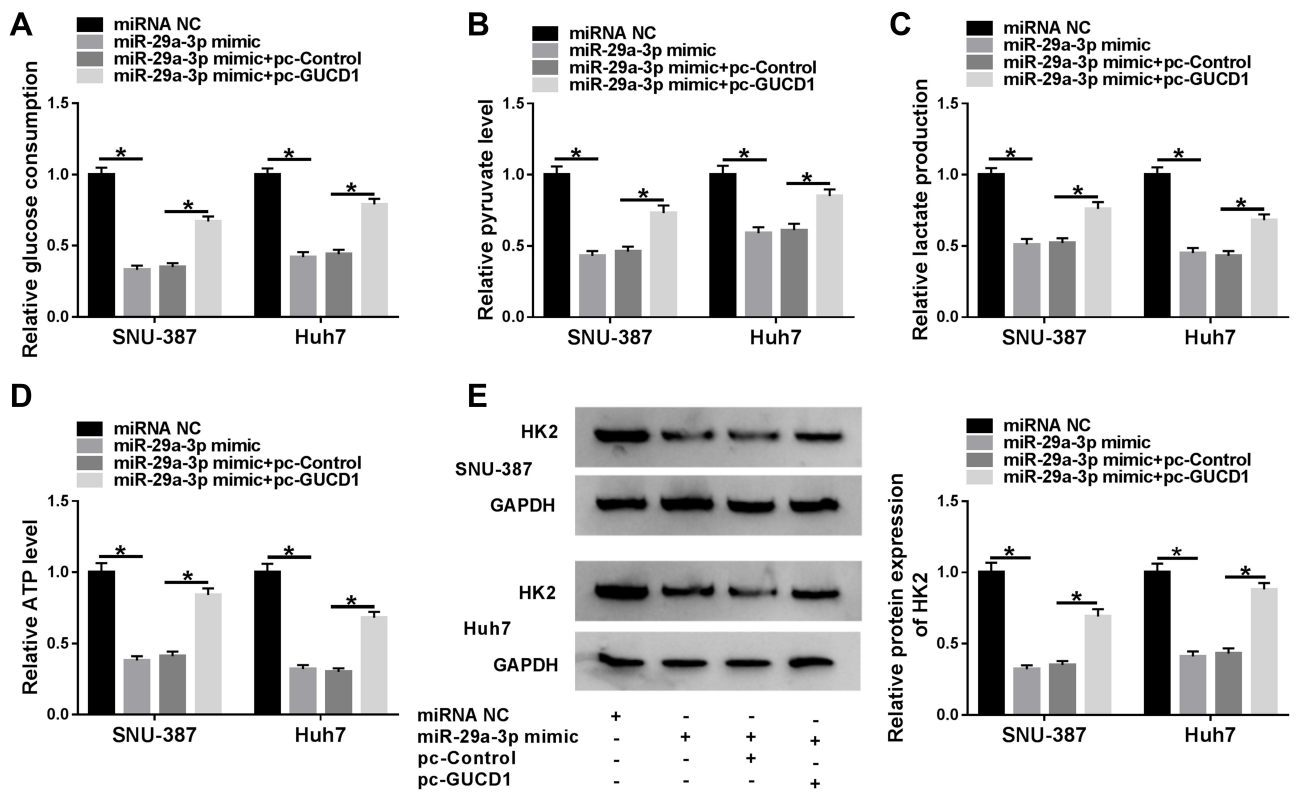 A
miRNA NC
miR-29a-3p mimic
miR-29a-3p mimic+pc-Control
miR-29a-3p mimic+pc-GUCD1
Relative glucose consumption
1.5
1.0
0.5
0.0
*
*
*
*
SNU-387
Huh7
B
miRNA NC
miR-29a-3p mimic
miR-29a-3p mimic+pc-Control
miR-29a-3p mimic+pc-GUCD1
Relative pyruvate level
1.5
1.0
0.5
0.0
*
*
*
*
SNU-387
Huh7
C
miRNA NC
miR-29a-3p mimic
miR-29a-3p mimic+pc-Control
miR-29a-3p mimic+pc-GUCD1
Relative lactate production
1.5
1.0
0.5
0.0
*
*
*
*
SNU-387
Huh7
D
miRNA NC
miR-29a-3p mimic
miR-29a-3p mimic+pc-Control
miR-29a-3p mimic+pc-GUCD1
Relative ATP level
1.5
1.0
0.5
0.0
*
*
*
*
SNU-387
Huh7
E
HK2
SNU-387
GAPDH
HK2
Huh7
GAPDH
miRNA NC + - - -
miR-29a-3p mimic - + + +
pc-Control - - + -
pc-GUCD1 - - - +
miRNA NC
miR-29a-3p mimic
miR-29a-3p mimic+pc-Control
miR-29a-3p mimic+pc-GUCD1
Relative protein expression
of HK2
1.5
1.0
0.5
0.0
*
*
*
*
SNU-387
Huh7